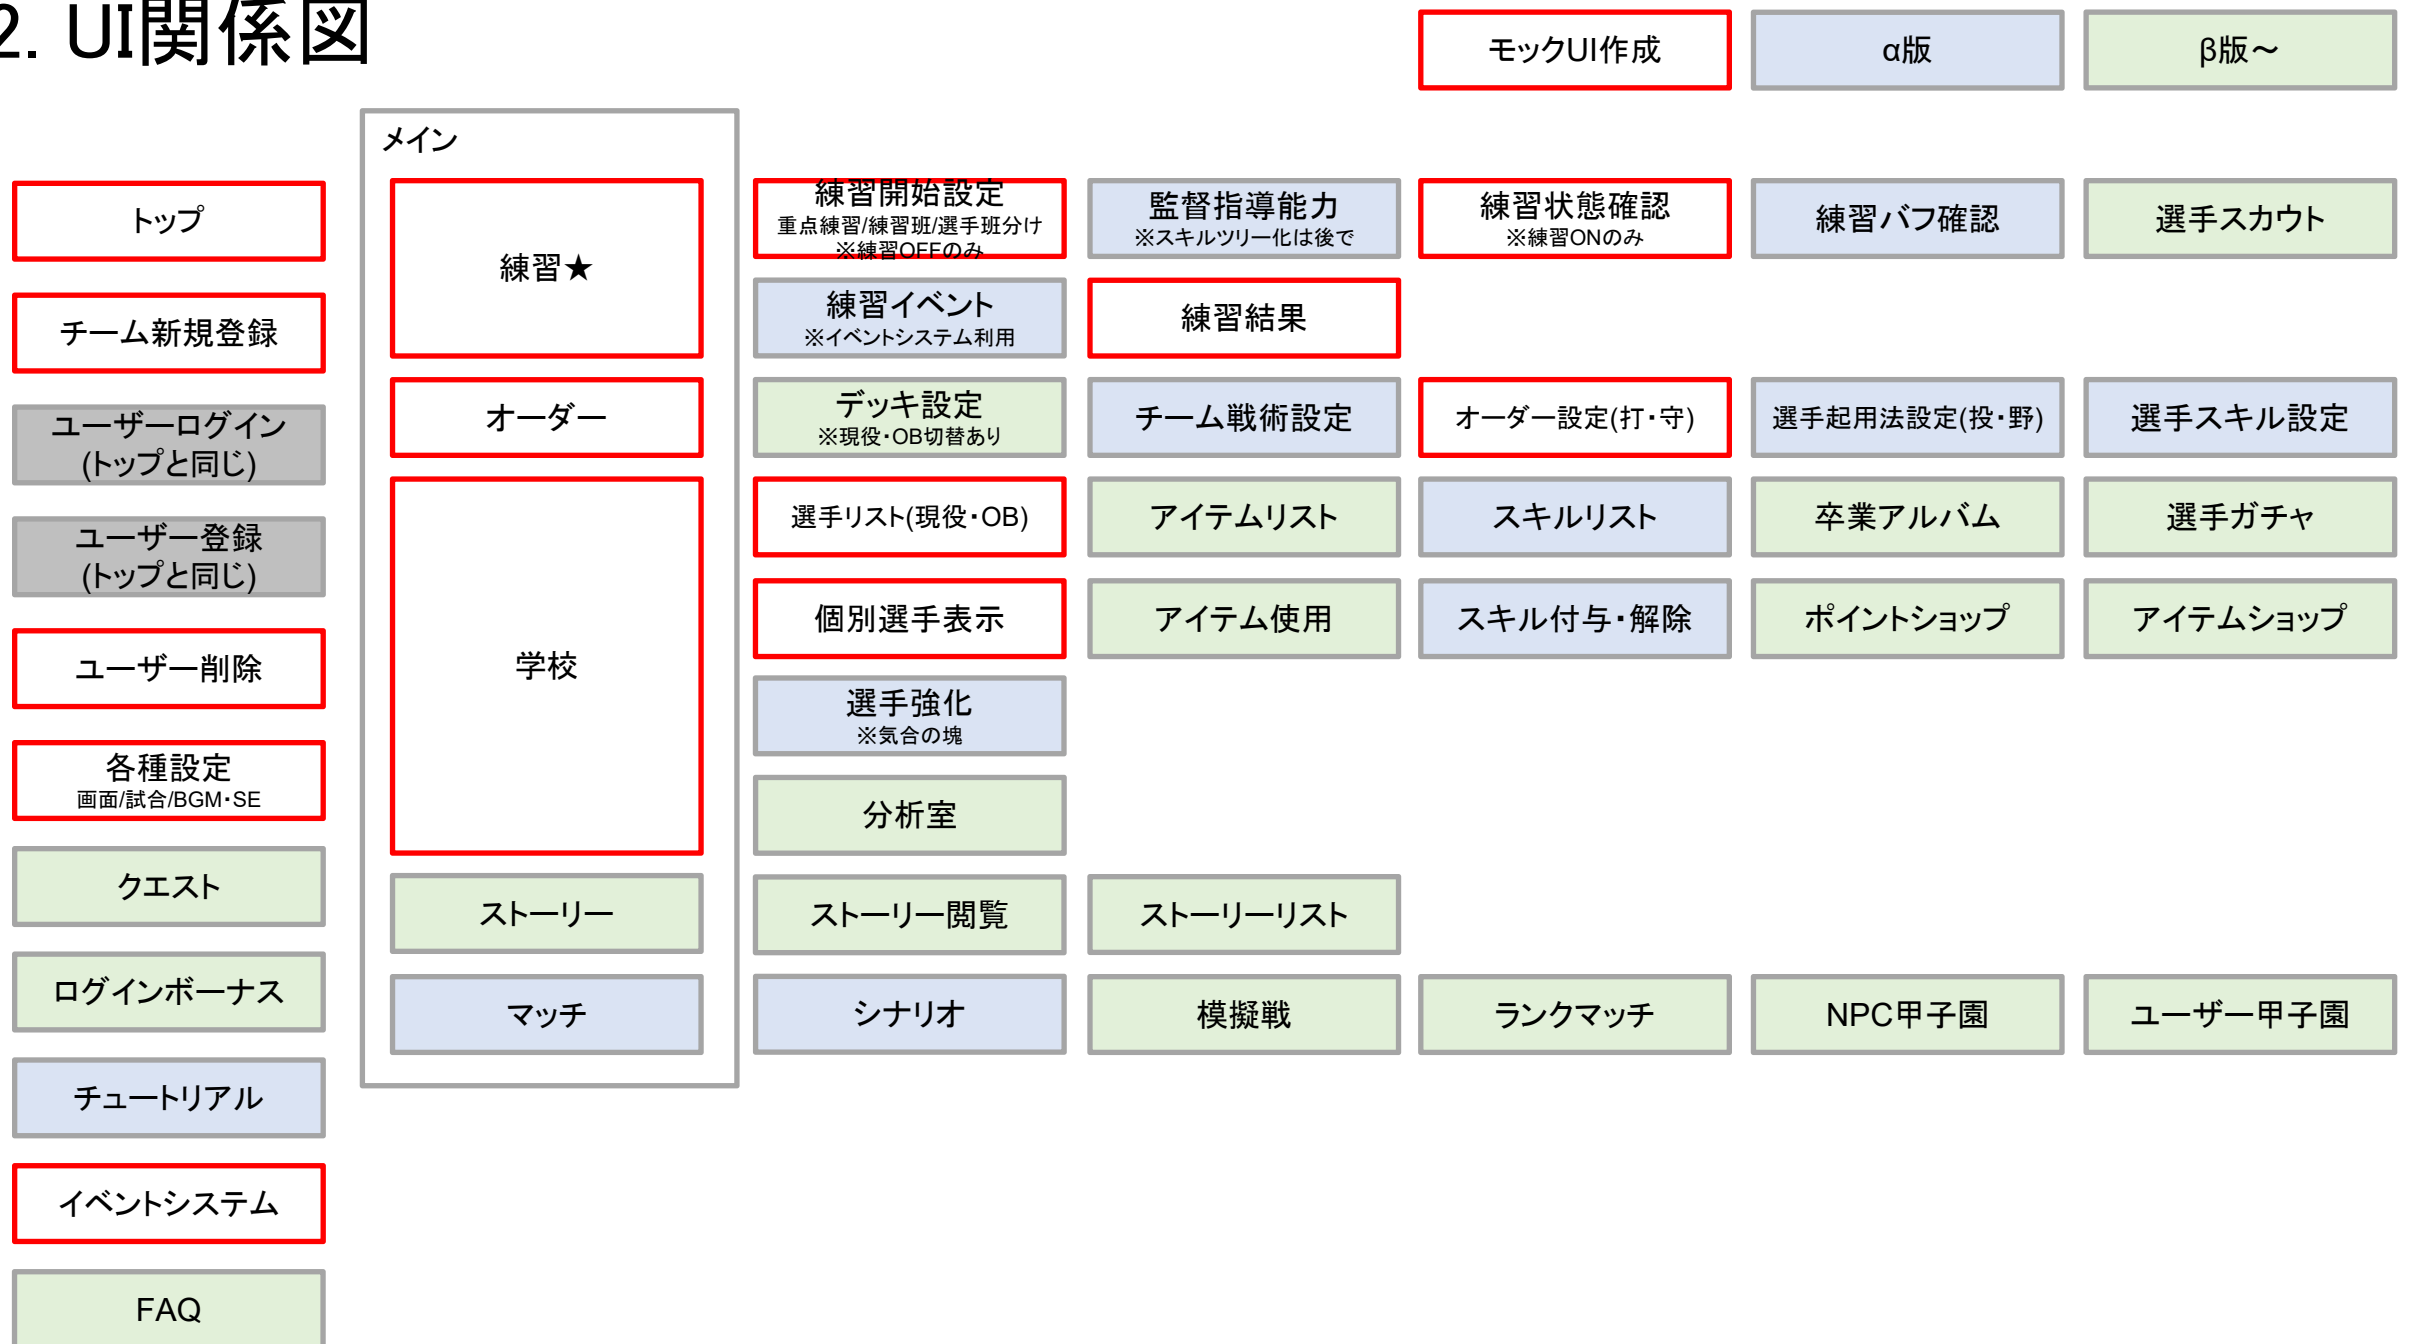 2. UI関係図
モックUI作成
α版
β版～
メイン
トップ
チーム新規登録
ユーザーログイン
(トップと同じ)
ユーザー登録
(トップと同じ)
ユーザー削除
各種設定
画面/試合/BGM・SE
クエスト
ログインボーナス
チュートリアル
イベントシステム
FAQ
練習★
練習開始設定
重点練習/練習班/選手班分け
※練習OFFのみ
監督指導能力
※スキルツリー化は後で
練習状態確認
※練習ONのみ
練習バフ確認
選手スカウト
練習イベント
※イベントシステム利用
練習結果
オーダー
デッキ設定
※現役・OB切替あり
チーム戦術設定
オーダー設定(打・守)
選手起用法設定(投・野)
選手スキル設定
学校
選手リスト(現役・OB)
アイテムリスト
スキルリスト
卒業アルバム
選手ガチャ
個別選手表示
アイテム使用
スキル付与・解除
ポイントショップ
アイテムショップ
選手強化
※気合の塊
分析室
ストーリー
ストーリー閲覧
ストーリーリスト
マッチ
シナリオ
模擬戦
ランクマッチ
NPC甲子園
ユーザー甲子園